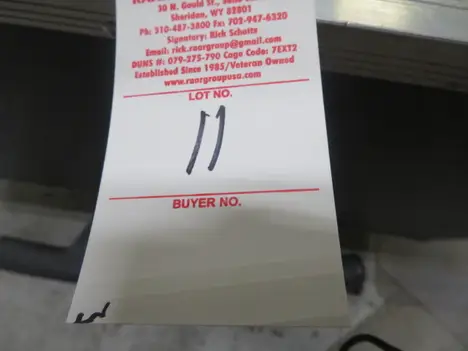 30 N. Gould St.,
Sheridan, WY 82801
Ph: 310-487-3800 Fx 702-947-6320
Signatory: Rick Schutte
Email: rick.raargroup@gmail.com
DUNS #: 079-275-790 Cage Code: 7EXT2
Established Since 1985/Veteran Owned
www.raargroupusa.com
LOT NO.
11
BUYER NO.